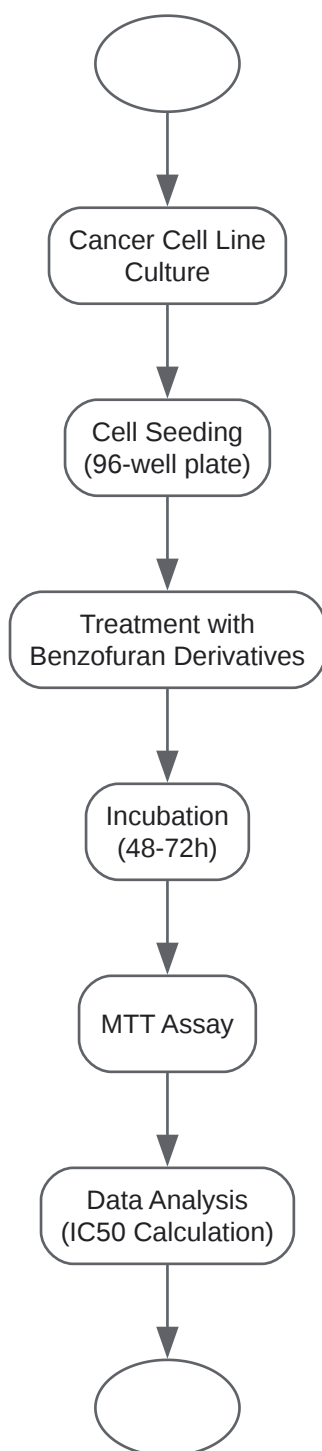 Cancer Cell Line
Culture
Cell Seeding
(96-well plate)
Treatment with
Benzofuran Derivatives
Incubation
(48-72h)
MTT Assay
Data Analysis
(IC50 Calculation)